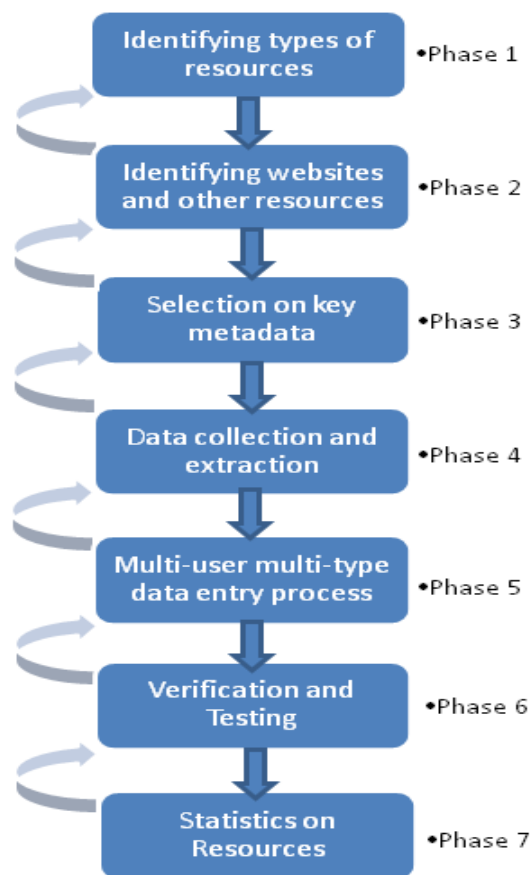 Identifying types of
resources
•Phase 1
Identifying websites
and other resources
•Phase 2
Selection on key
metadata
•Phase 3
Data collection and
extraction
•Phase 4
Multi-user multi-type
data entry process
•Phase 5
Verification and
Testing
•Phase 6
Statistics on
Resources
•Phase 7